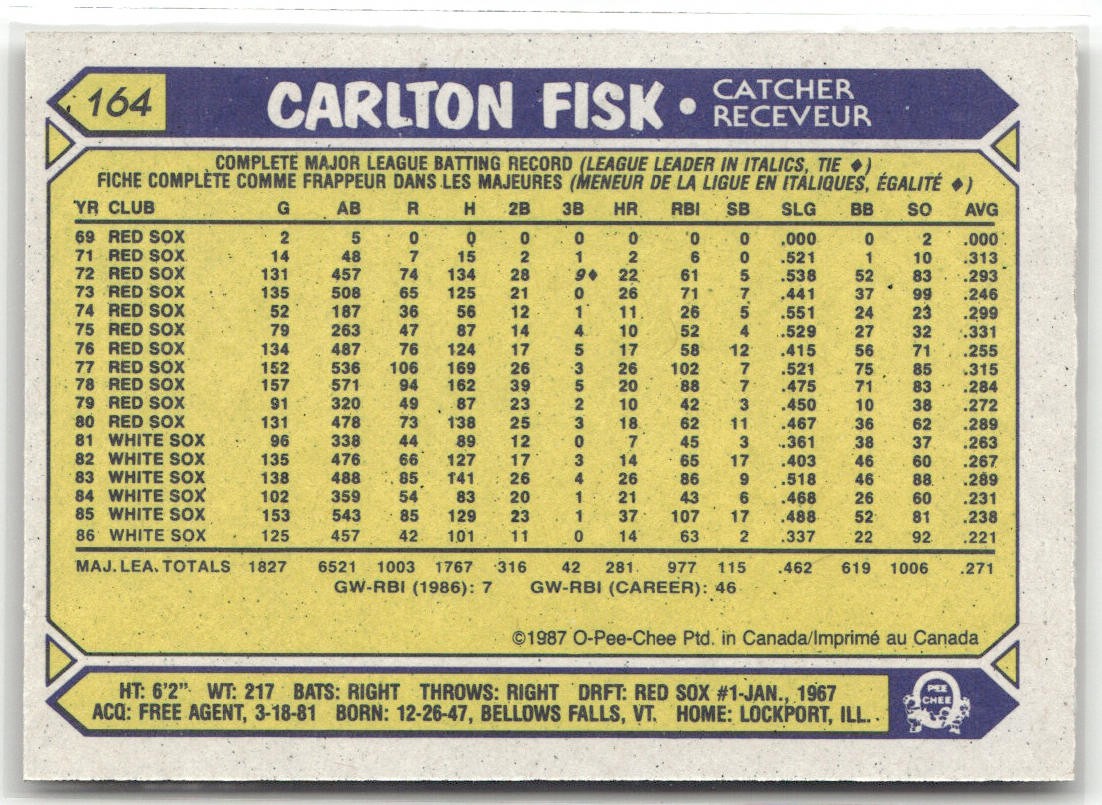 164 CARLTON FISK • CATCHER
RECEVEUR
COMPLETE MAJOR LEAGUE BATTING RECORD (LEAGUE LEADER IN ITALICS, TIE ♦)
FICHE COMPLÈTE COMME FRAPPEUR DANS LES MAJEURES (MENEUR DE LA LIGUE EN ITALIQUES, ÉGALITÉ ♦)
YR CLUB G AB R H 2B 3B HR RBI SB SLG BB SO AVG
69 RED SOX 2 5 0 0 0 0 0 0 0 .000 0 2 .000
71 RED SOX 14 48 7 15 2 1 2 6 0 .521 1 10 .313
72 RED SOX 131 457 74 134 28 9♦ 22 61 5 .538 52 83 .293
73 RED SOX 135 508 65 125 21 0 26 71 7 .441 37 99 .246
74 RED SOX 52 187 36 56 12 1 11 26 5 .551 24 23 .299
75 RED SOX 79 263 47 87 14 4 10 52 4 .529 27 32 .331
76 RED SOX 134 487 76 124 17 5 17 58 12 .415 56 71 .255
77 RED SOX 152 536 106 169 26 3 26 102 7 .521 75 85 .315
78 RED SOX 157 571 94 162 39 5 20 88 7 .475 71 83 .284
79 RED SOX 91 320 49 87 23 2 10 42 3 .450 10 38 .272
80 RED SOX 131 478 73 138 25 3 18 62 11 .467 36 62 .289
81 WHITE SOX 96 338 44 89 12 0 7 45 3 .361 38 37 .263
82 WHITE SOX 135 476 66 127 17 3 14 65 17 .403 46 60 .267
83 WHITE SOX 138 488 85 141 26 4 26 86 9 .518 46 88 .289
84 WHITE SOX 102 359 54 83 20 1 21 43 6 .468 26 60 .231
85 WHITE SOX 153 543 85 129 23 1 37 107 17 .488 52 81 .238
86 WHITE SOX 125 457 42 101 11 0 14 63 2 .337 22 92 .221
MAJ. LEA. TOTALS 1827 6521 1003 1767 316 42 281 977 115 .462 619 1006 .271
GW-RBI (1986): 7 GW-RBI (CAREER): 46
©1987 O-Pee-Chee Ptd. in Canada/Imprimé au Canada
HT: 6'2" WT: 217 BATS: RIGHT THROWS: RIGHT DRFT: RED SOX #1-JAN., 1967
ACQ: FREE AGENT, 3-18-81 BORN: 12-26-47, BELLOWS FALLS, VT. HOME: LOCKPORT, ILL.
PEE
CHEE